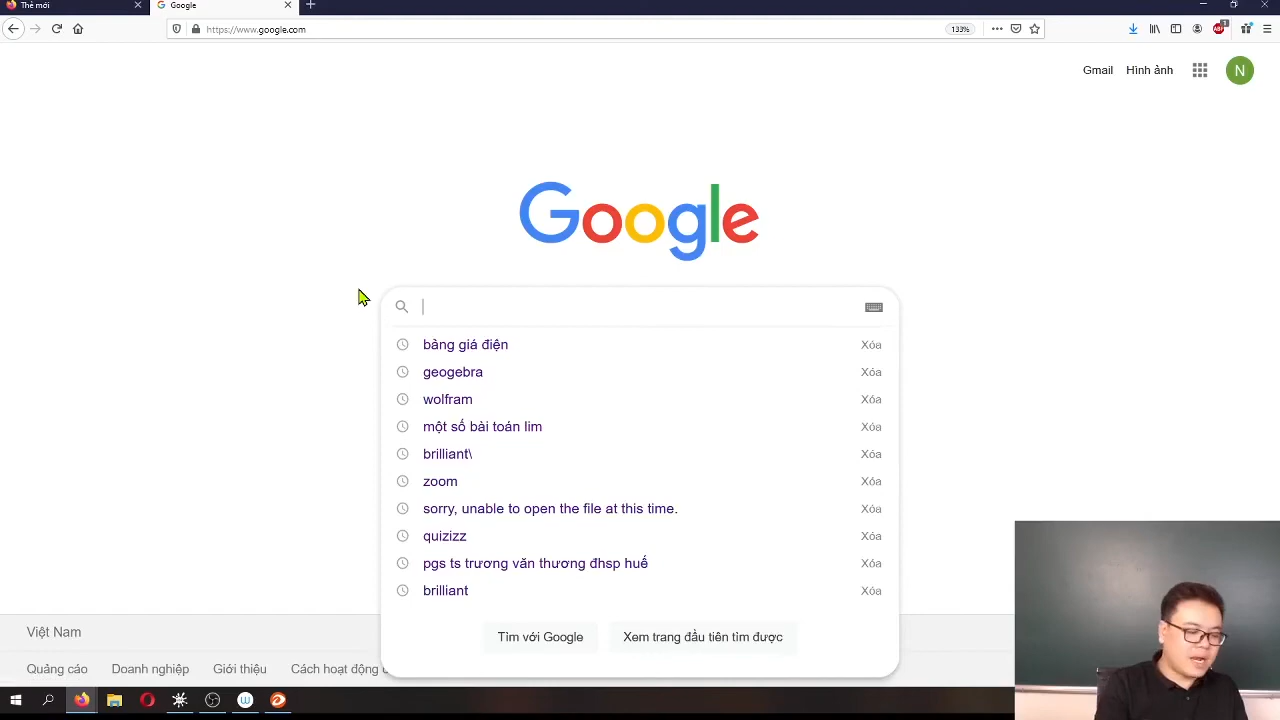 Thẻ mới
Google
https://www.google.com
133%
ABP
1
Gmail
Hình ảnh
N
Google
bảng giá điện
Xóa
geogebra
Xóa
wolfram
Xóa
một số bài toán lim
Xóa
brilliant\
Xóa
zoom
Xóa
sorry, unable to open the file at this time.
Xóa
quizizz
Xóa
pgs ts trương văn thương đhsp huế
Xóa
brilliant
Xóa
Tìm với Google
Xem trang đầu tiên tìm được
Việt Nam
Quảng cáo
Doanh nghiệp
Giới thiệu
Cách hoạt động